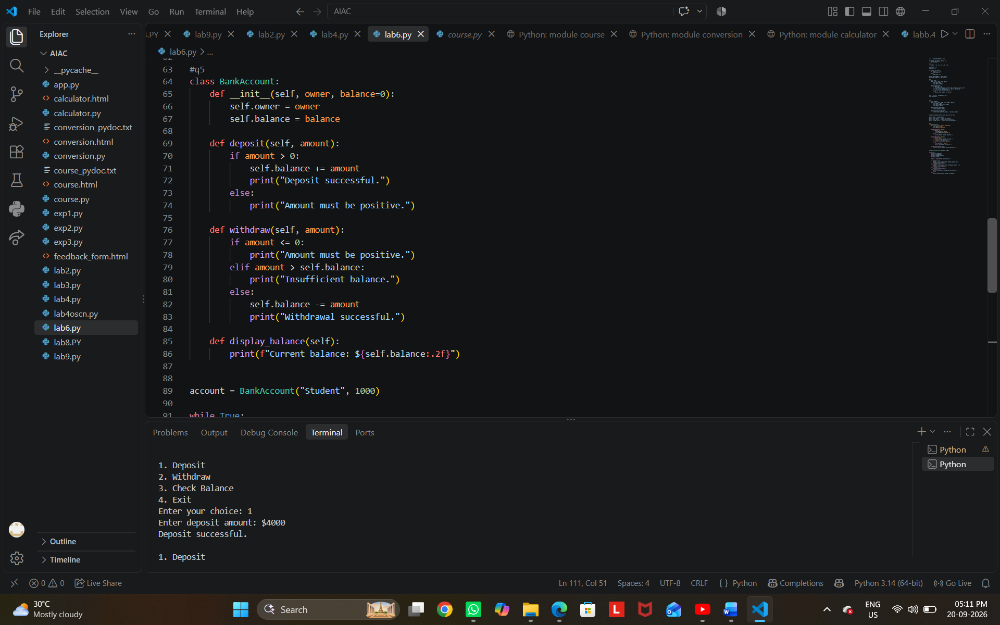 File Edit Selection View Go Run Terminal Help
AIAC
Explorer
.PY lab9.py lab2.py lab4.py lab6.py course.py Python: module course Python: module conversion Python: module calculator labb.4
lab6.py > ...
AIAC
__pycache__
app.py
calculator.html
calculator.py
conversion_pydoc.txt
conversion.html
conversion.py
course_pydoc.txt
course.html
course.py
exp1.py
exp2.py
exp3.py
feedback_form.html
lab2.py
lab3.py
lab4.py
lab4oscn.py
lab6.py
lab8.PY
lab9.py
Outline
Timeline
62
63 #q5
64 class BankAccount:
65 def __init__(self, owner, balance=0):
66 self.owner = owner
67 self.balance = balance
68
69 def deposit(self, amount):
70 if amount > 0:
71 self.balance += amount
72 print("Deposit successful.")
73 else:
74 print("Amount must be positive.")
75
76 def withdraw(self, amount):
77 if amount <= 0:
78 print("Amount must be positive.")
79 elif amount > self.balance:
80 print("Insufficient balance.")
81 else:
82 self.balance -= amount
83 print("Withdrawal successful.")
84
85 def display_balance(self):
86 print(f"Current balance: ${self.balance:.2f}")
87
88
89 account = BankAccount("Student", 1000)
90
91 while True:
Problems Output Debug Console Terminal Ports
1. Deposit
2. Withdraw
3. Check Balance
4. Exit
Enter your choice: 1
Enter deposit amount: $4000
Deposit successful.
1. Deposit
Python
Python
0 0 Live Share
Ln 111, Col 51 Spaces: 4 UTF-8 CRLF { } Python Completions Python 3.14 (64-bit) Go Live
30°C
Mostly cloudy
Search
ENG
US
05:11 PM
20-09-2026